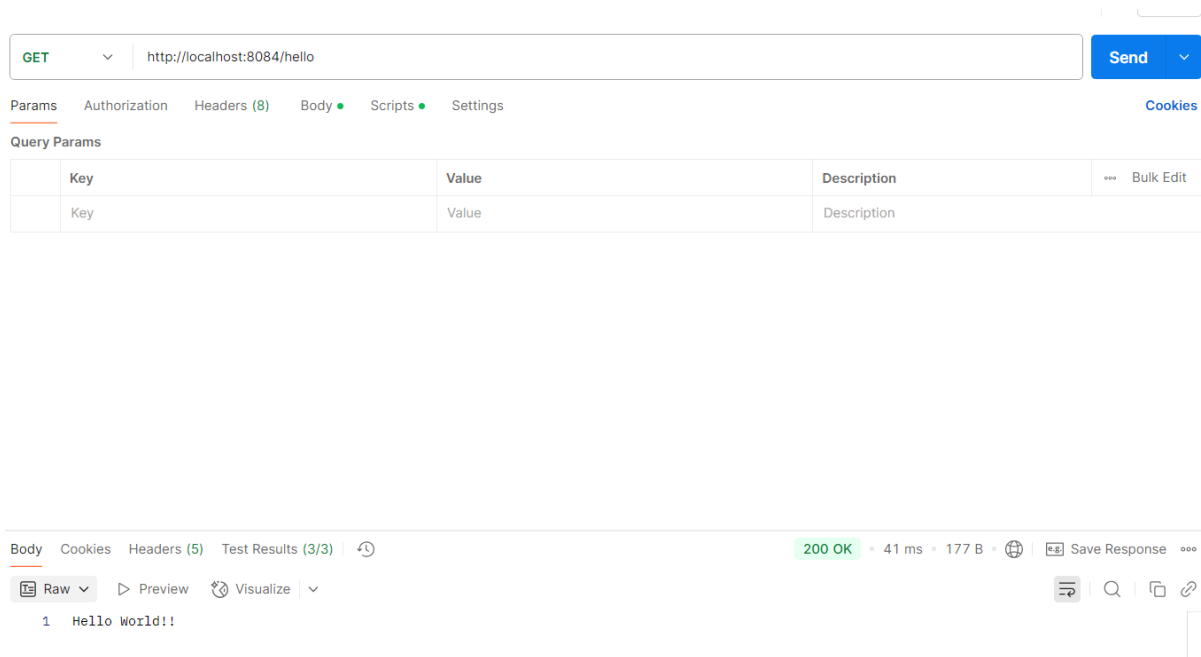 GET http://localhost:8084/hello Send
Params Authorization Headers (8) Body Scripts Settings Cookies
Query Params
Key Value Description Bulk Edit
Key Value Description
Body Cookies Headers (5) Test Results (3/3) 200 OK 41 ms 177 B e.g. Save Response
Raw Preview Visualize
1 Hello World!!